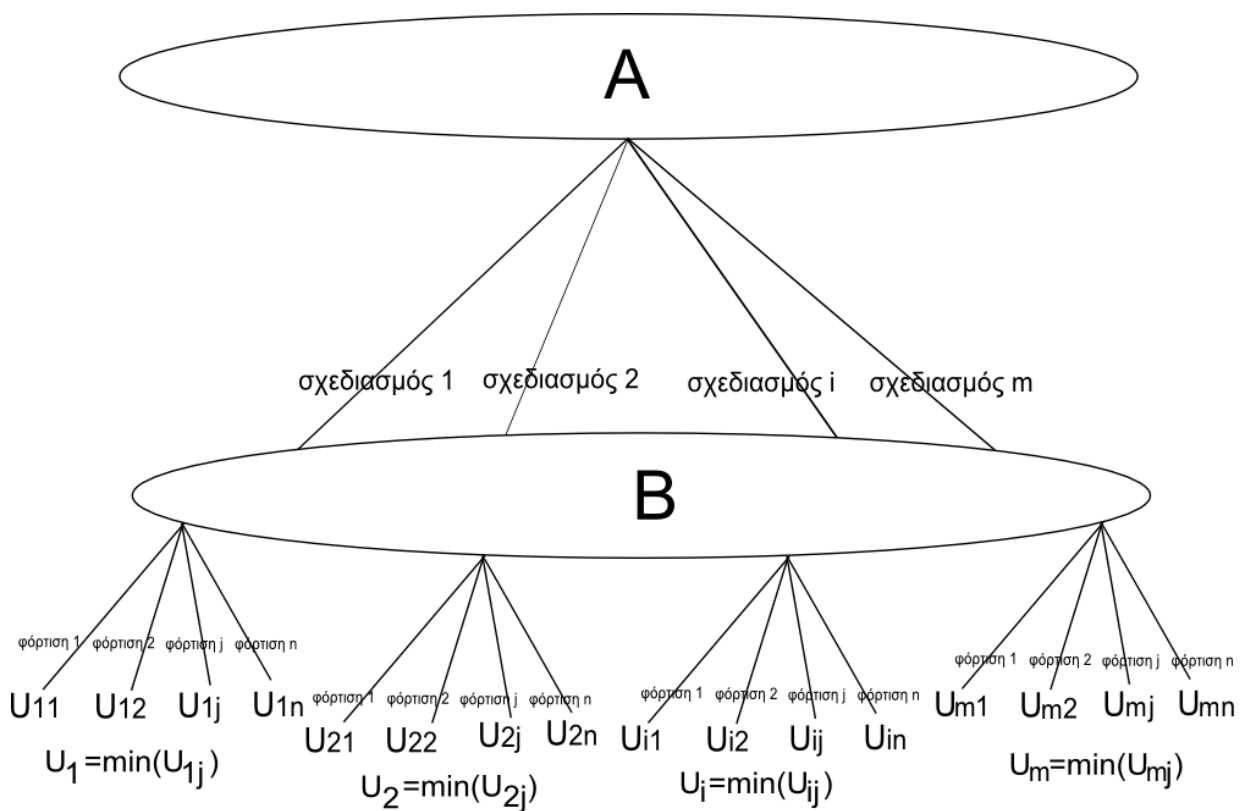 A
σχεδιασμός 1 σχεδιασμός 2 σχεδιασμός i σχεδιασμός m
B
φόρτιση 1 φόρτιση 2 φόρτιση j φόρτιση n
U11 U12 U1j U1n
U1=min(U1j)
φόρτιση 1 φόρτιση 2 φόρτιση j φόρτιση n
U21 U22 U2j U2n
U2=min(U2j)
φόρτιση 1 φόρτιση 2 φόρτιση j φόρτιση n
Ui1 Ui2 Uij Uin
Ui=min(Uij)
φόρτιση 1 φόρτιση 2 φόρτιση j φόρτιση n
Um1 Um2 Umj Umn
Um=min(Umj)